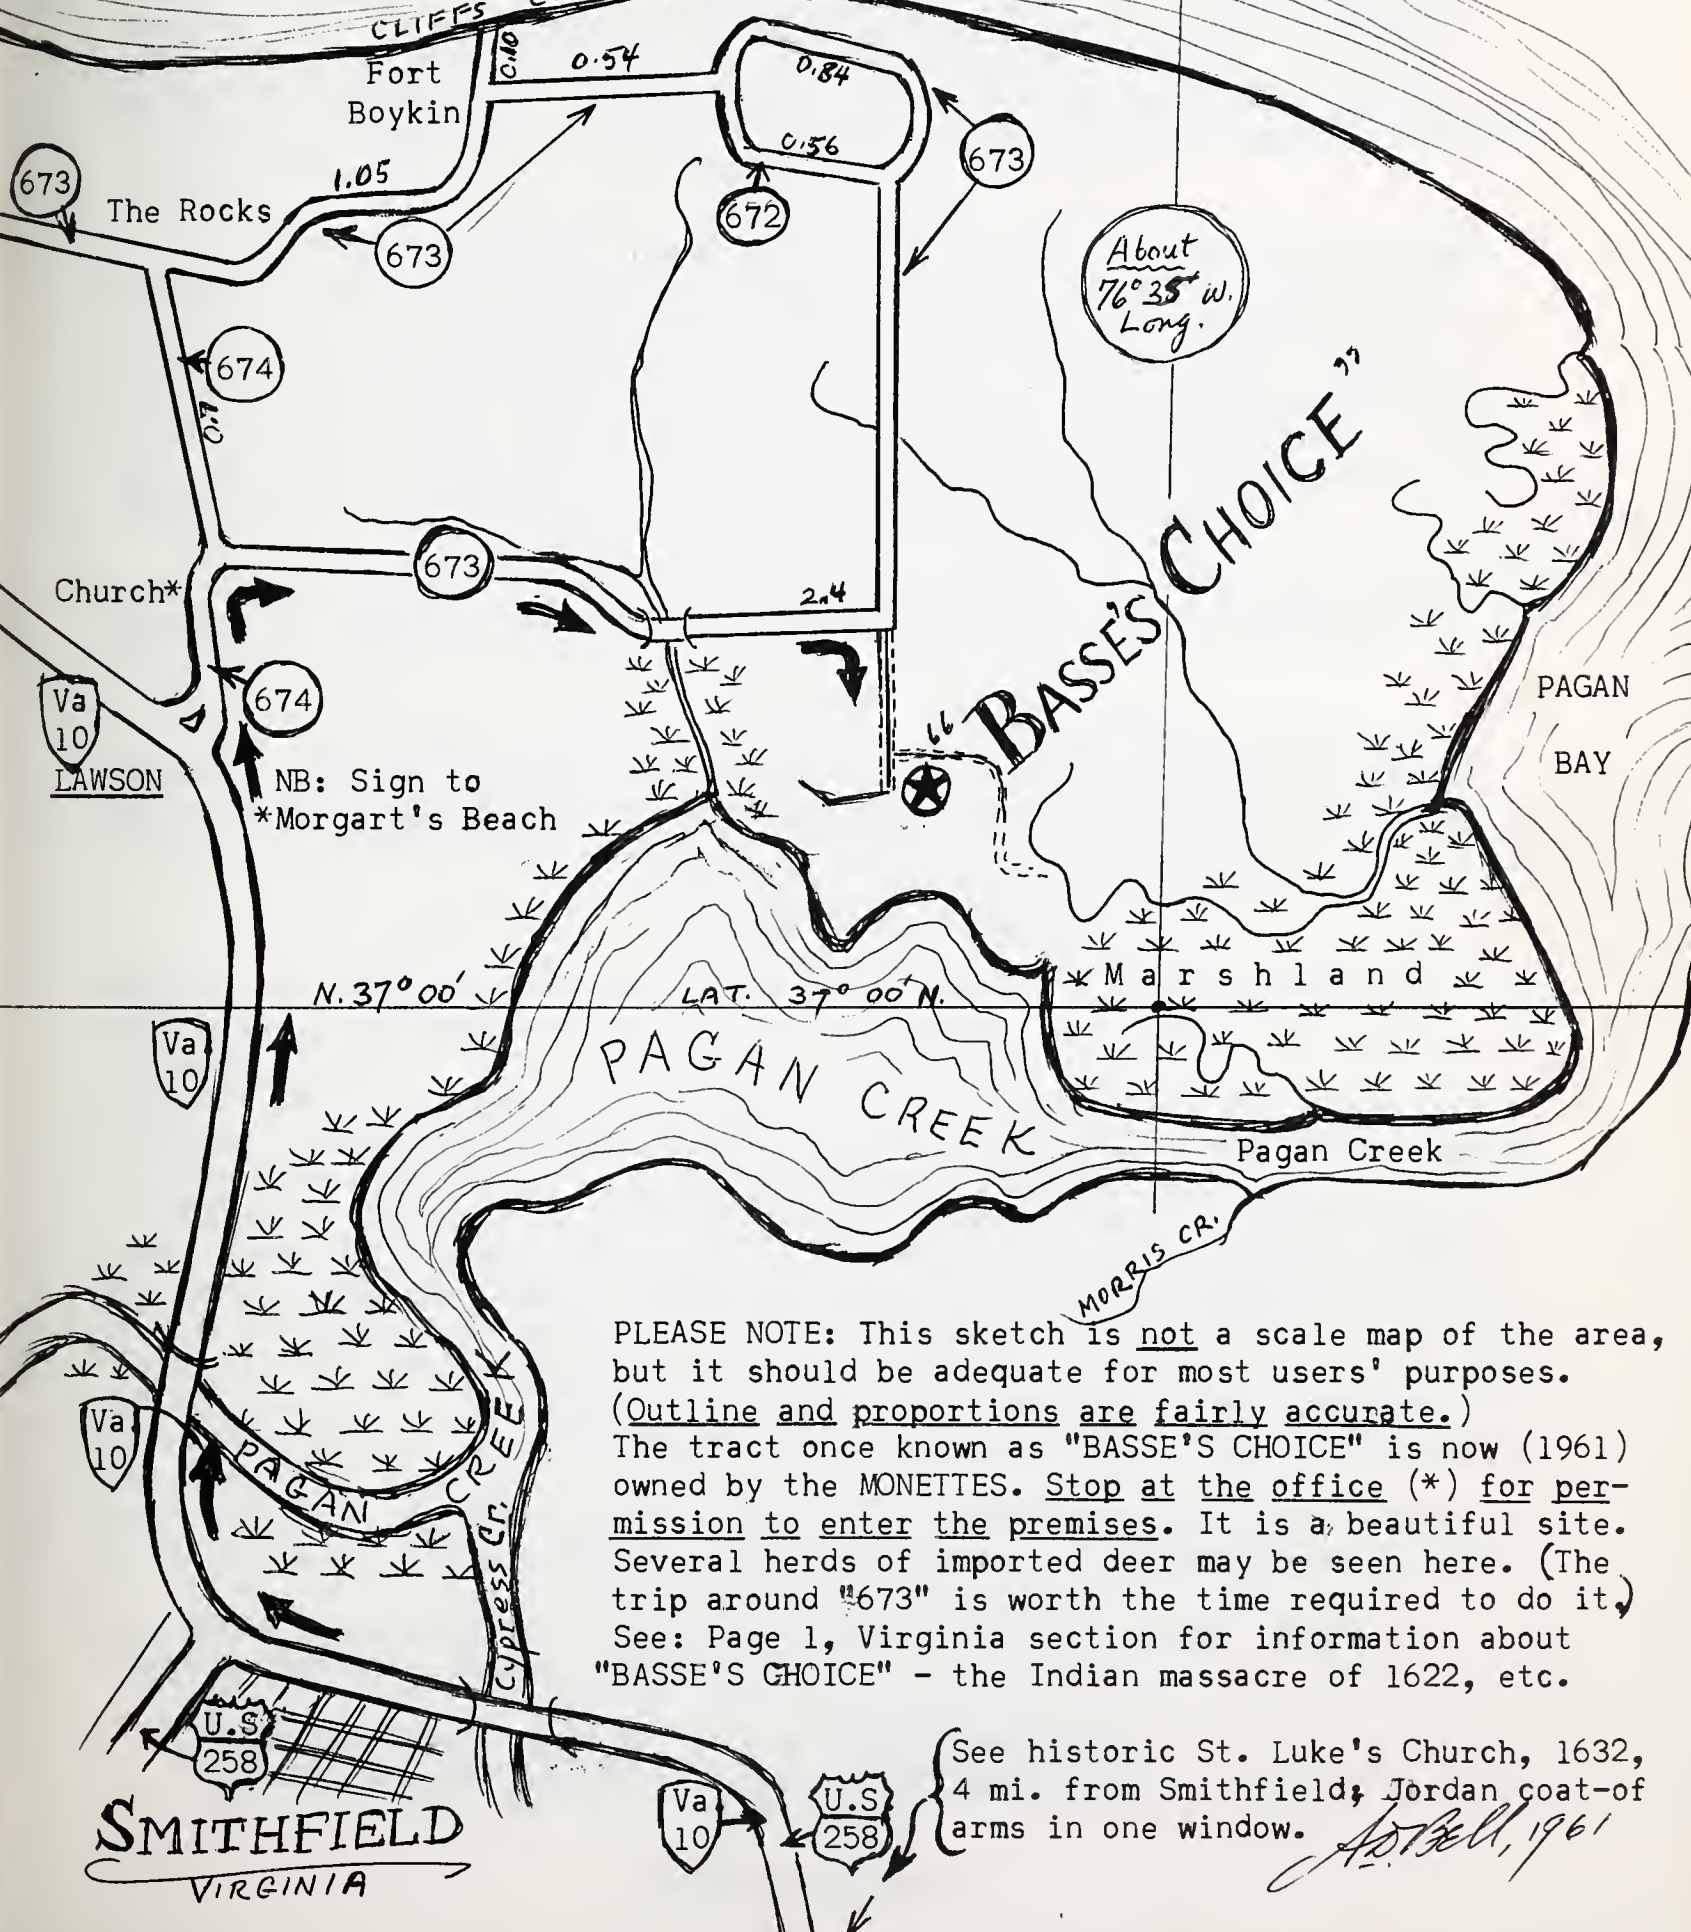 CLIFFS
Fort
Boykin
0.10
0.54
0.84
0.56
673
672
673
The Rocks
1.05
673
About
76° 35' W.
Long.
674
0.7
"BASSE'S CHOICE"
673
Church*
2.4
Va
10
LAWSON
674
NB: Sign to
*Morgart's Beach
PAGAN
BAY
Marshland
N. 37° 00'
LAT. 37° 00' N.
Va
10
PAGAN CREEK
Pagan Creek
MORRIS CR.
Va
10
PAGAN CREEK
Cypress Cr.
PLEASE NOTE: This sketch is not a scale map of the area,
but it should be adequate for most users' purposes.
(Outline and proportions are fairly accurate.)
The tract once known as "BASSE'S CHOICE" is now (1961)
owned by the MONETTES. Stop at the office (*) for per-
mission to enter the premises. It is a beautiful site.
Several herds of imported deer may be seen here. (The
trip around "673" is worth the time required to do it.)
See: Page 1, Virginia section for information about
"BASSE'S CHOICE" - the Indian massacre of 1622, etc.
U.S
258
SMITHFIELD
VIRGINIA
Va
10
U.S
258
See historic St. Luke's Church, 1632,
4 mi. from Smithfield; Jordan coat-of
arms in one window.
A.D. Bell, 1961